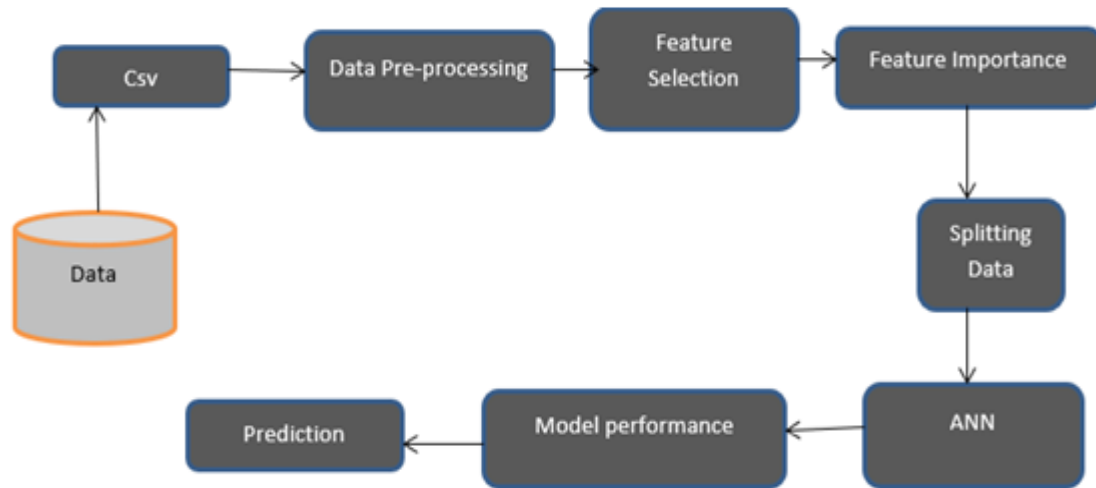 Csv
Data Pre-processing
Feature
Selection
Feature Importance
Data
Splitting
Data
ANN
Model performance
Prediction